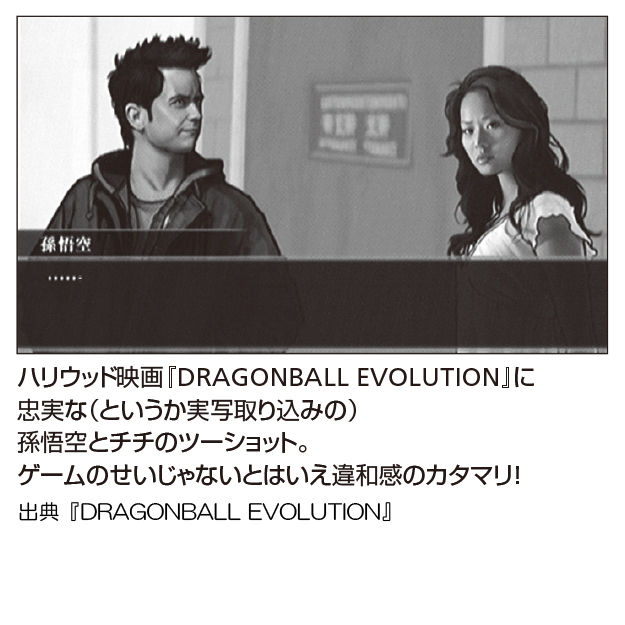 孫悟空
.....-
ハリウッド映画『DRAGONBALL EVOLUTION』に
忠実な（というか実写取り込みの）
孫悟空とチチのツーショット。
ゲームのせいじゃないとはいえ違和感のカタマリ!
出典『DRAGONBALL EVOLUTION』